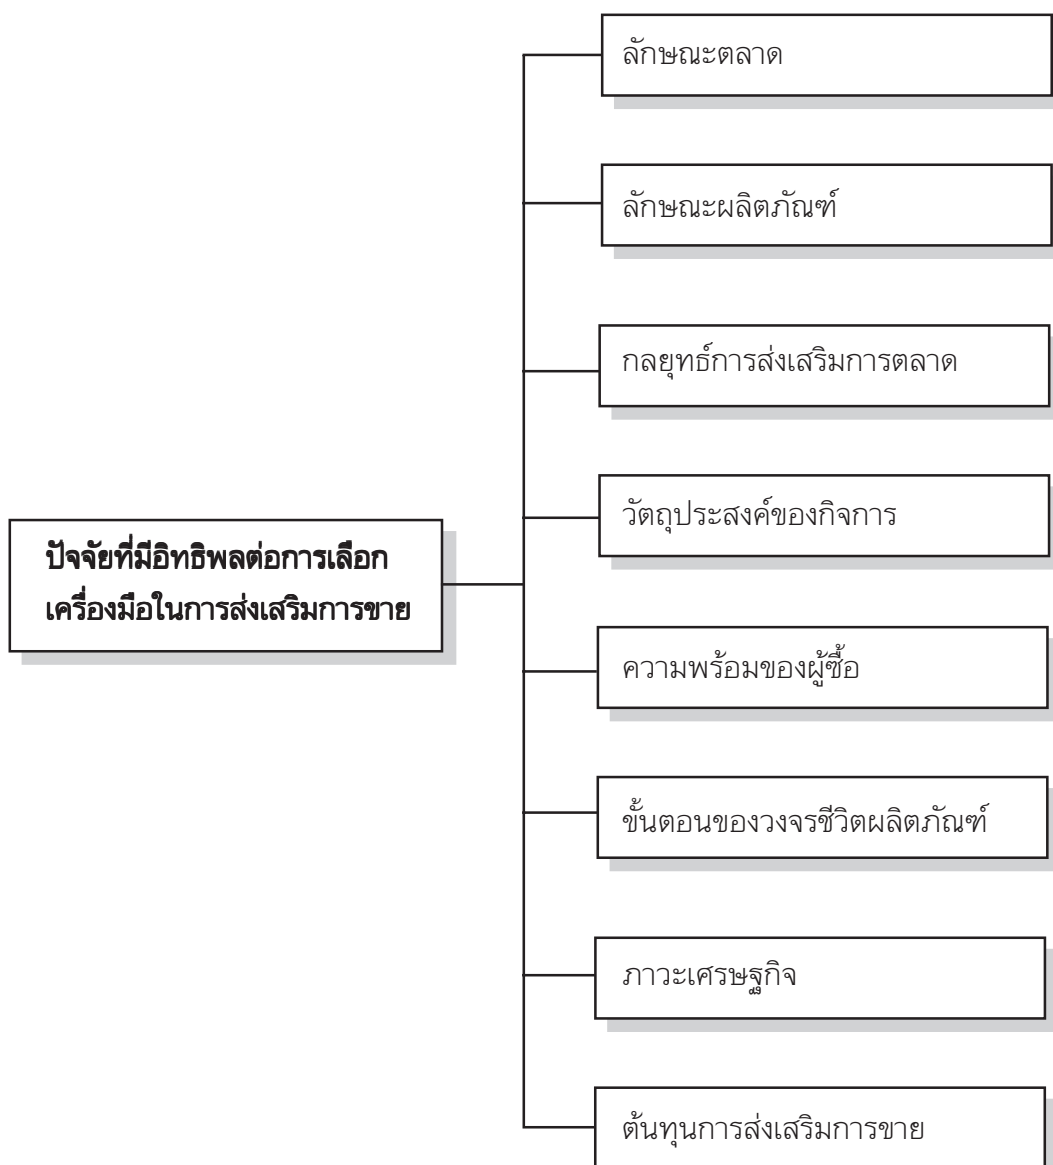 ลักษณะตลาด
ลักษณะผลิตภัณฑ์
กลยุทธ์การส่งเสริมการตลาด
วัตถุประสงค์ของกิจการ
ปัจจัยที่มีอิทธิพลต่อการเลือก
เครื่องมือในการส่งเสริมการขาย
ความพร้อมของผู้ซื้อ
ขั้นตอนของวงจรชีวิตผลิตภัณฑ์
ภาวะเศรษฐกิจ
ต้นทุนการส่งเสริมการขาย